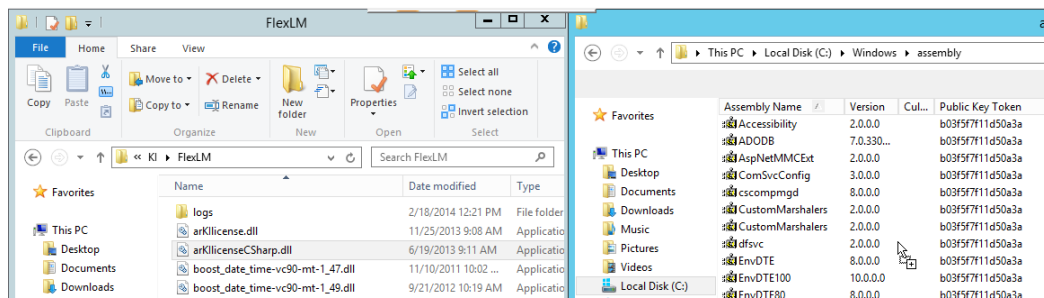 FlexLM
File
Home
Share
View
Copy
Paste
Move to
Copy to
Delete
Rename
New
folder
Properties
Select all
Select none
Invert selection
Clipboard
Organize
New
Open
Select
« KI FlexLM
Search FlexLM
Favorites
This PC
Desktop
Documents
Downloads
Name Date modified Type
logs 2/18/2014 12:21 PM File folder
arKIlicense.dll 11/25/2013 9:08 AM Applicatio
arKIlicenseCSharp.dll 6/19/2013 9:11 AM Applicatio
boost_date_time-vc90-mt-1_47.dll 11/10/2011 10:02 ... Applicatio
boost_date_time-vc90-mt-1_49.dll 9/21/2012 10:19 AM Applicatio
a
This PC Local Disk (C:) Windows assembly
Favorites
This PC
Desktop
Documents
Downloads
Music
Pictures
Videos
Local Disk (C:)
Assembly Name Version Cul... Public Key Token
Accessibility 2.0.0.0 b03f5f7f11d50a3a
ADODB 7.0.330... b03f5f7f11d50a3a
AspNetMMCExt 2.0.0.0 b03f5f7f11d50a3a
ComSvcConfig 3.0.0.0 b03f5f7f11d50a3a
cscompmgd 8.0.0.0 b03f5f7f11d50a3a
CustomMarshalers 2.0.0.0 b03f5f7f11d50a3a
CustomMarshalers 2.0.0.0 b03f5f7f11d50a3a
dfsvc 2.0.0.0 b03f5f7f11d50a3a
EnvDTE 8.0.0.0 b03f5f7f11d50a3a
EnvDTE100 10.0.0.0 b03f5f7f11d50a3a
EnvDTE80 8.0.0.0 b03f5f7f11d50a3a